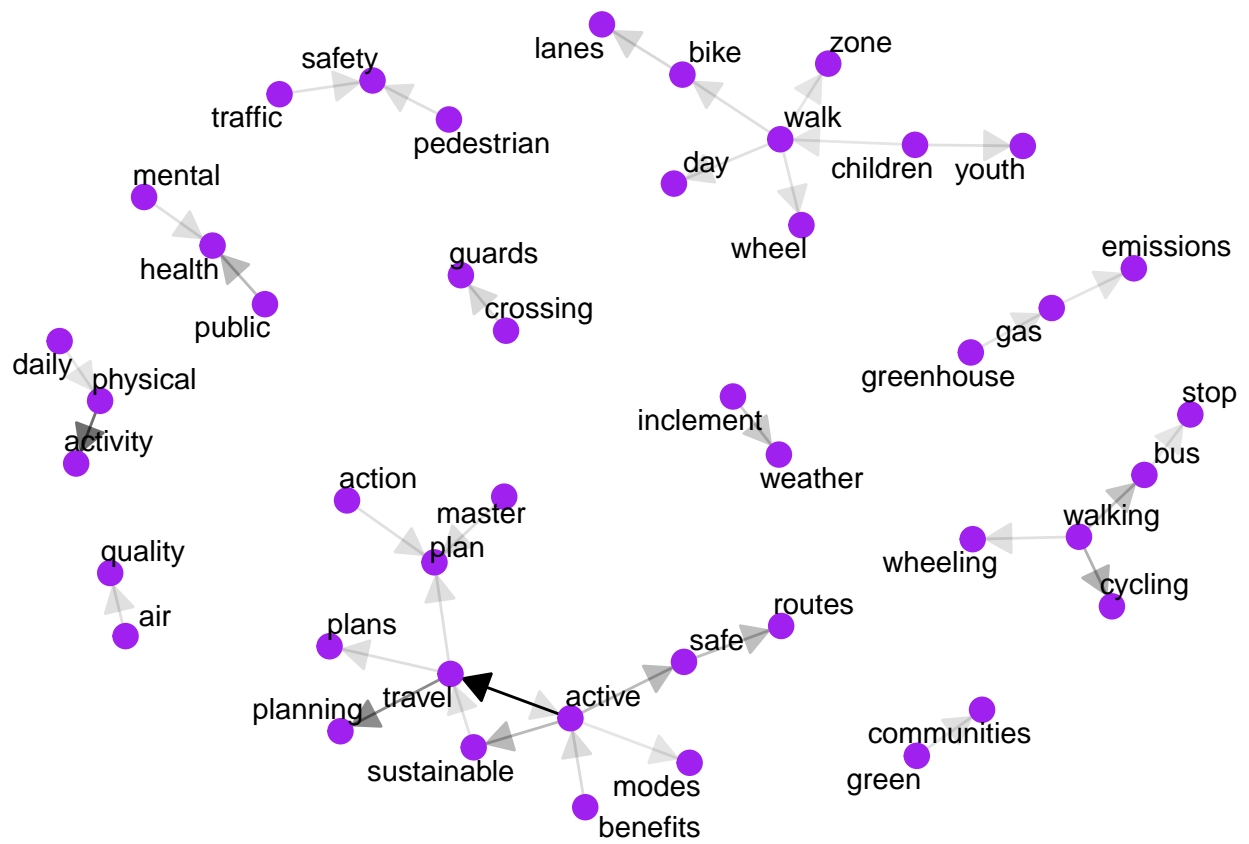 lanes
bike
zone
safety
traffic
pedestrian
walk
children
youth
day
wheel
mental
health
public
guards
crossing
emissions
gas
greenhouse
daily
physical
activity
inclement
weather
stop
bus
walking
wheeling
cycling
action
master
plan
quality
air
plans
travel
planning
sustainable
active
safe
routes
modes
benefits
communities
green